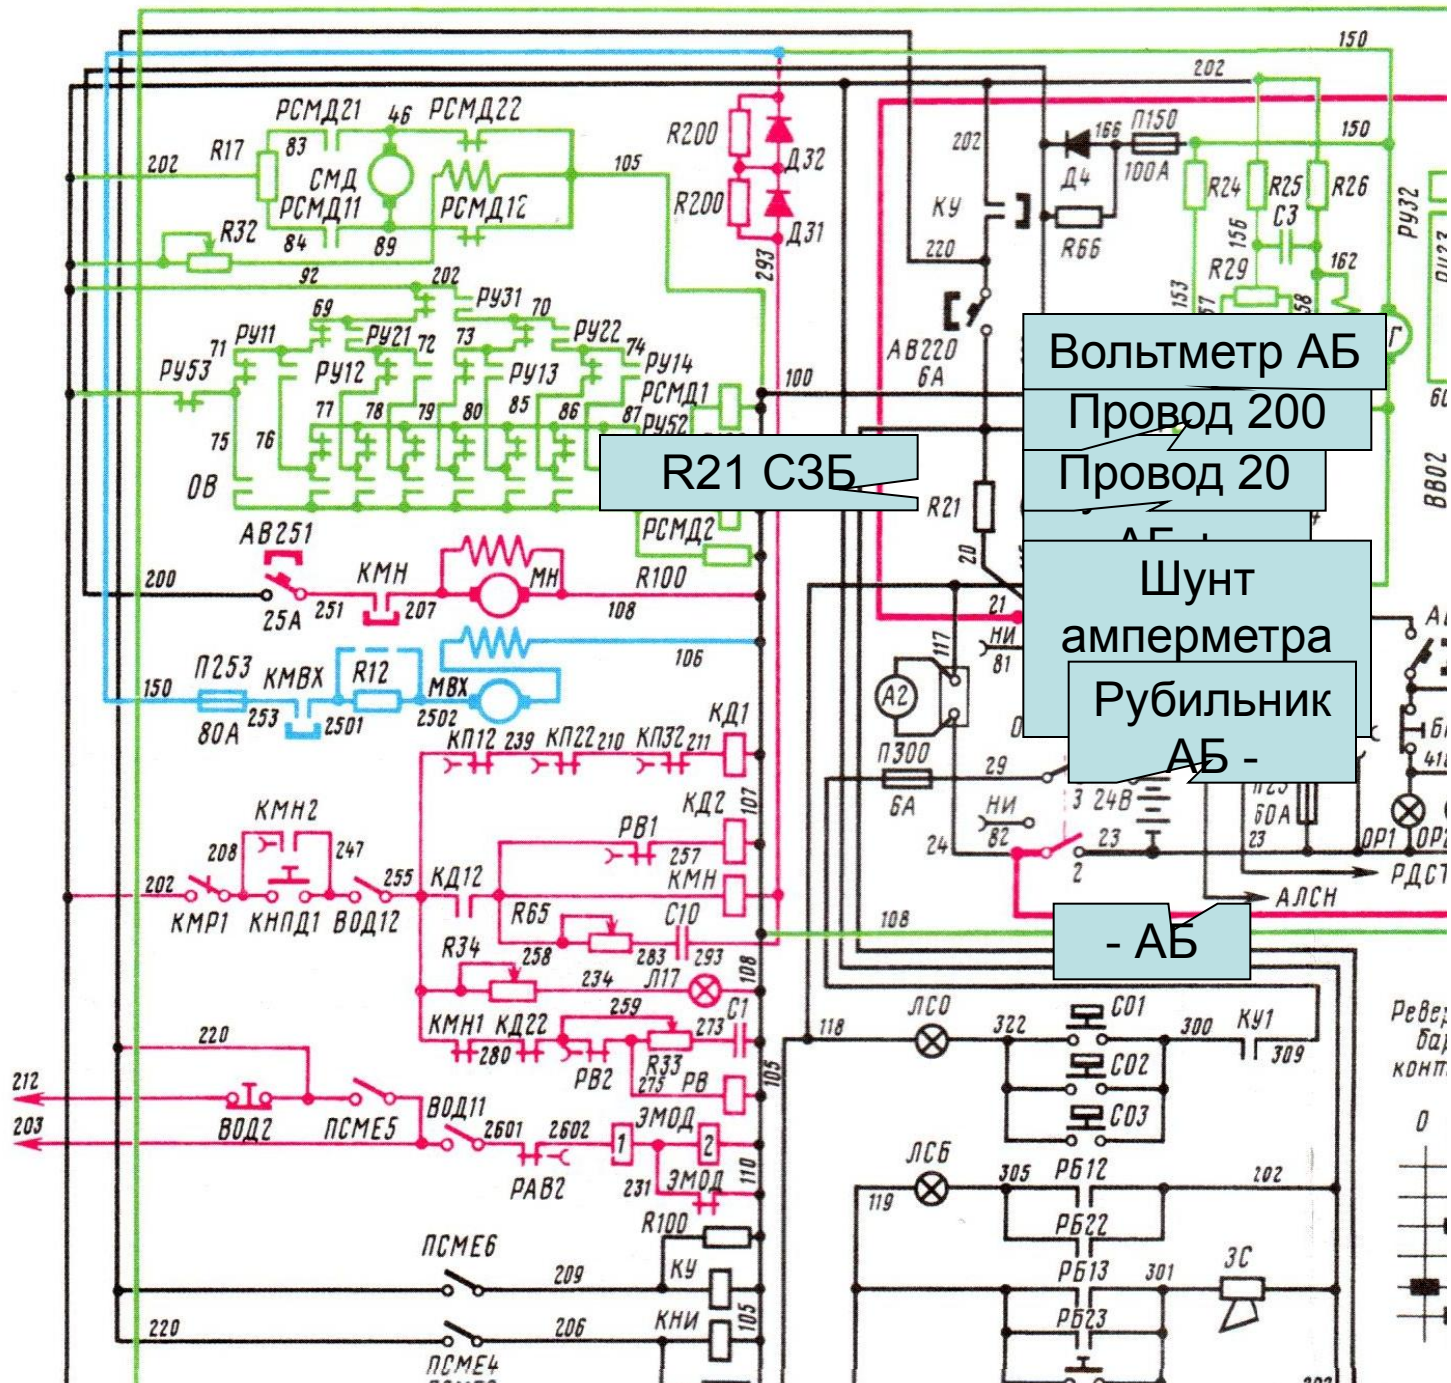 150
202
РСМД21 46 РСМД22
R17 83
202 СМД 105
РСМД11 РСМД12
R32 84 89
R200 Д32
R200 Д31
293
202
166 П150 150
Д4 100А
КУ
R66
220
R24 R25 R26
С3
156
R29 162
153
РУ32
Г
92 202
69 РУ31 70
71 РУ11 РУ21 72 73 РУ22 74
РУ53 РУ12 РУ13 РУ14
РСМД1 100
77 78 79 80 85 86 87 РУ52
75 76
ОВ
АВ220
6А
Вольтметр АБ
Провод 200
R21 СЗБ
Провод 20
АБ +
Шунт
амперметра
Рубильник
АБ -
ВВ02
R21
20
РСМД2
АВ251
200 КМН МН R100
25А 251 207 108
21
НИ
81
117
А2
106
П253 КМВХ R12 МВХ
150
80А 253 2501 2502
КП12 239 КП22 210 КП32 211 КД1
107
П300 29
6А
3 24В
60А
НИ
82
24 23 23
2
ОР1 ОР2
РДСТ
АЛСН
КМН2 РВ1 КД2
208 247 257
202 255 КД12 КМН
КМР1 КНПД1 ВОД12
R65 С10
R34 258 283 293
234 Л17 108
108
- АБ
КМН1 КД22 259 273 С1
280 РВ2 R33
275 РВ 105
220
212
203 ВОД2 ПСМЕ5 ВОД11 2601 2602 ЭМОД
1 2
РАВ2 231 ЭМОД 110
118 ЛСО 322 СО1 300 КУ1
309
СО2
СО3
0
ЛСБ 305 РБ12 202
119
РБ22
РБ13 301 ЗС
РБ23
R100
ПСМЕ6 209 КУ
220 206 КНИ 105
ПСМЕ4